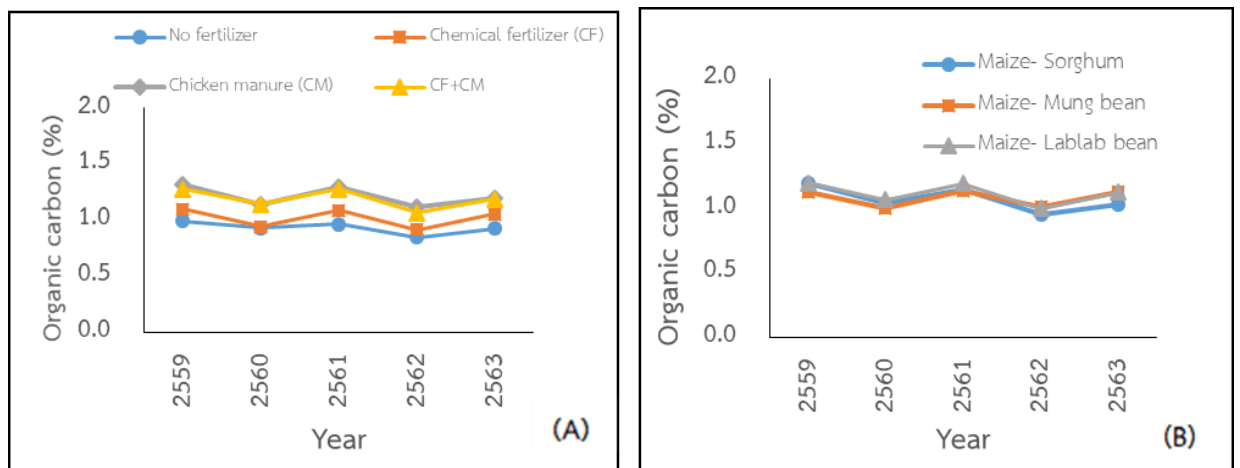 No fertilizer
Chemical fertilizer (CF)
Chicken manure (CM)
CF+CM
Organic carbon (%)
2.0
1.5
1.0
0.5
0.0
2559
2560
2561
2562
2563
Year
(A)
Maize- Sorghum
Maize- Mung bean
Maize- Lablab bean
Organic carbon (%)
2.0
1.5
1.0
0.5
0.0
2559
2560
2561
2562
2563
Year
(B)